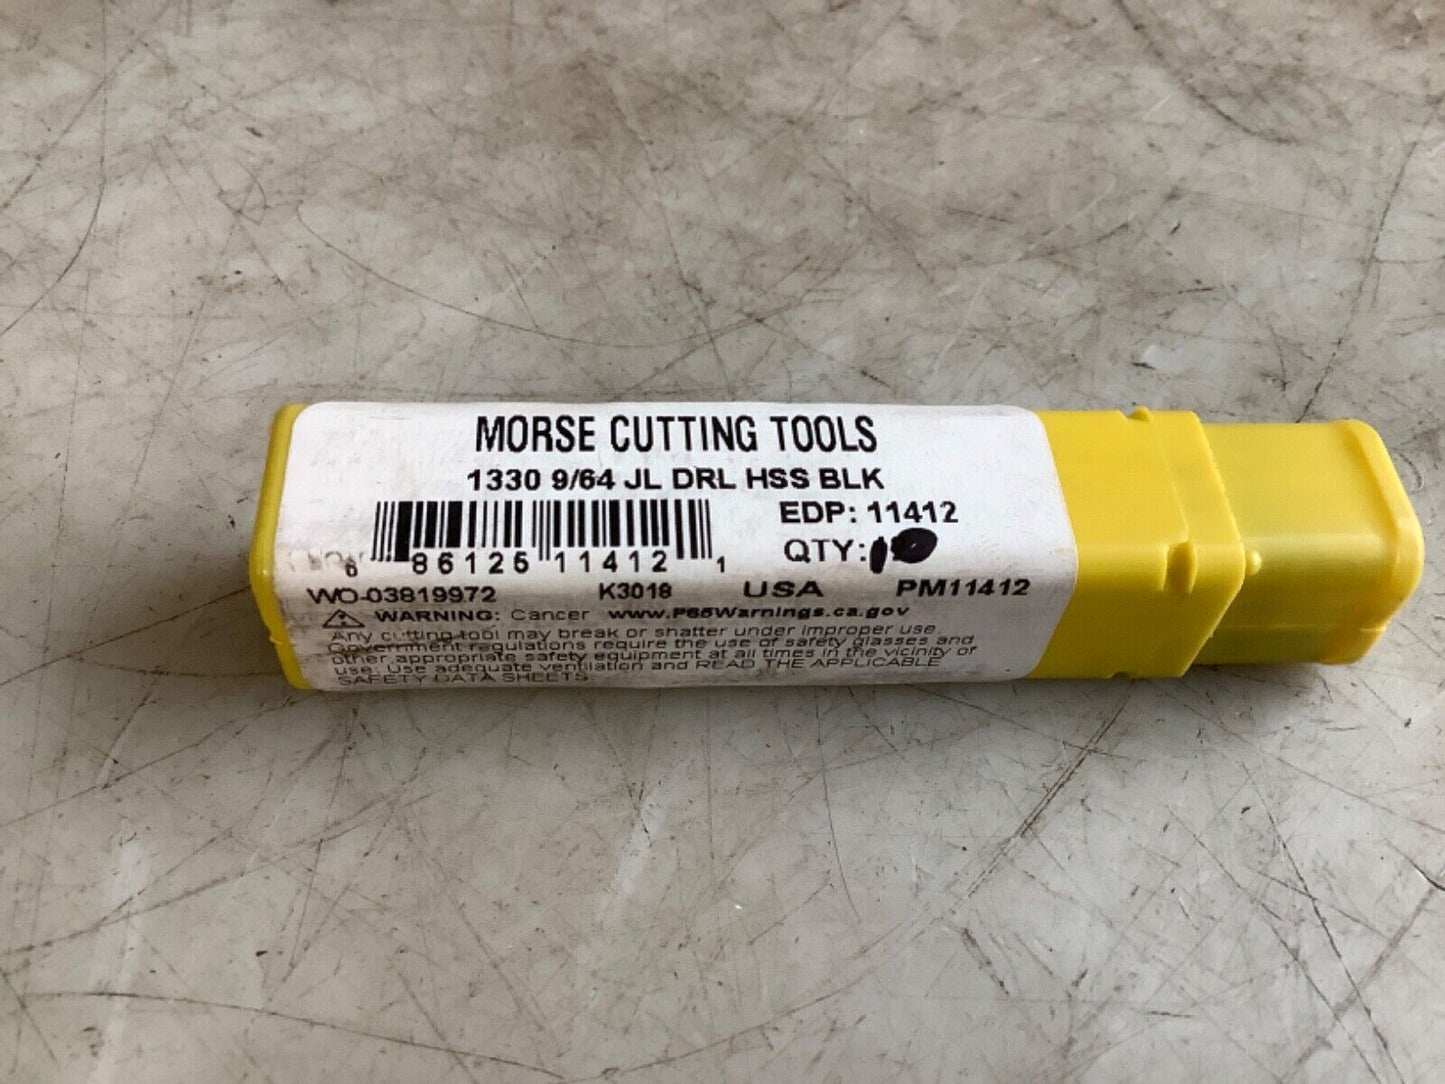 MORSE CUTTING TOOLS
1330 9/64 JL DRL HSS BLK
EDP: 11412
6 86125 11412 1
QTY:
WO-03819972 K3018 USA PM11412
WARNING: Cancer www.P65Warnings.ca.gov
Any cutting tool may break or shatter under improper use.
Government regulations require the use of safety glasses and
other appropriate safety equipment at all times in the vicinity of
use. Use adequate ventilation and READ THE APPLICABLE
SAFETY DATA SHEETS